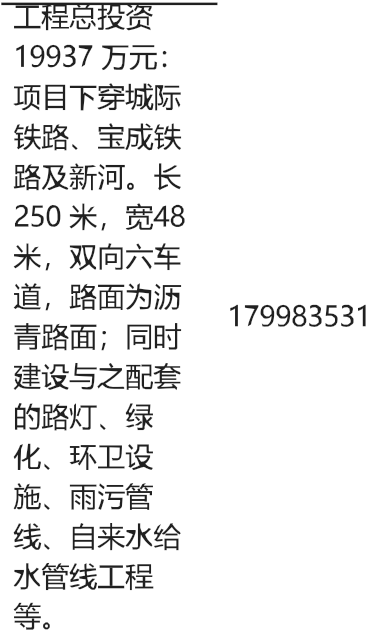 工程总投资
19937 万元：
项目下穿城际
铁路、宝成铁
路及新河。长
250 米，宽48
米，双向六车
道，路面为沥
青路面；同时
建设与之配套
的路灯、绿
化、环卫设
施、雨污管
线、自来水给
水管线工程
等。
179983531